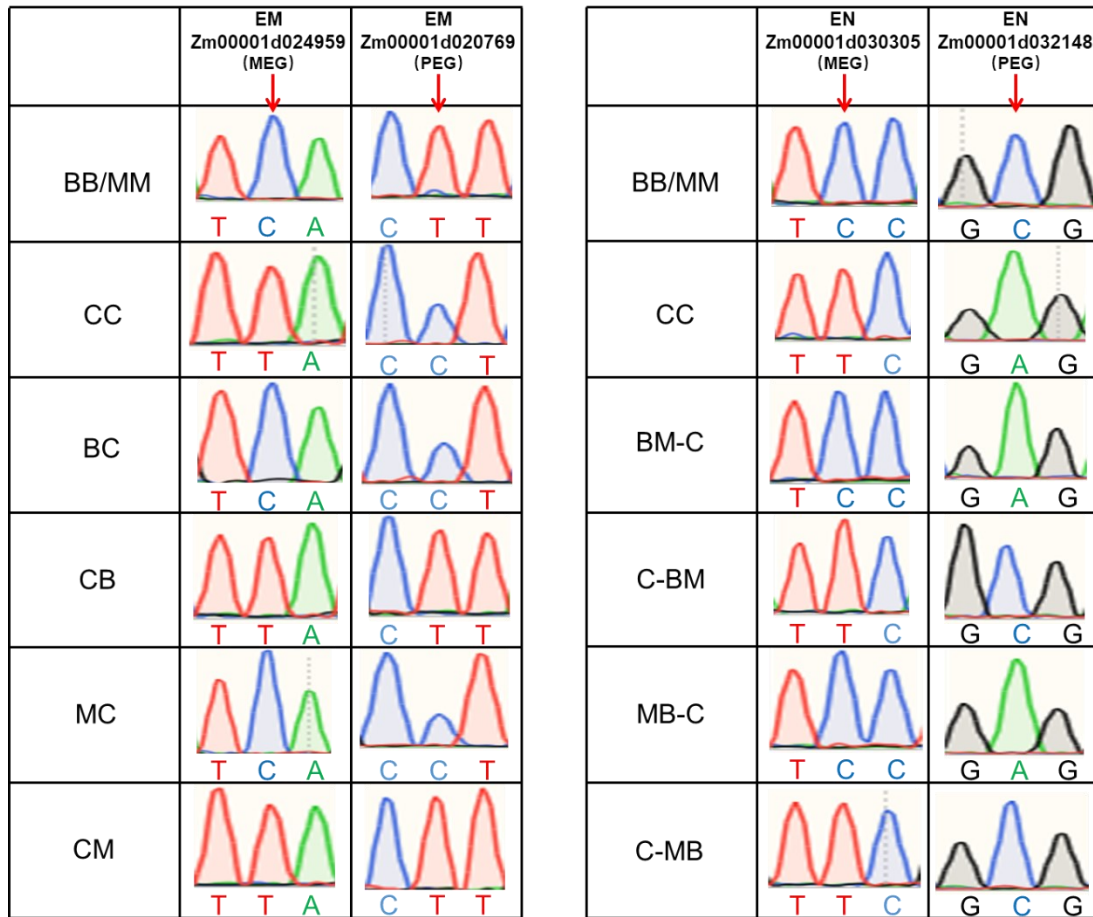 EM
Zm00001d024959
(MEG)
EM
Zm00001d020769
(PEG)
BB/MM
T C A
C T T
CC
T T A
C C T
BC
T C A
C C T
CB
T T A
C T T
MC
T C A
C C T
CM
T T A
C T T
EN
Zm00001d030305
(MEG)
EN
Zm00001d032148
(PEG)
BB/MM
T C C
G C G
CC
T T C
G A G
BM-C
T C C
G A G
C-BM
T T C
G C G
MB-C
T C C
G A G
C-MB
T T C
G C G